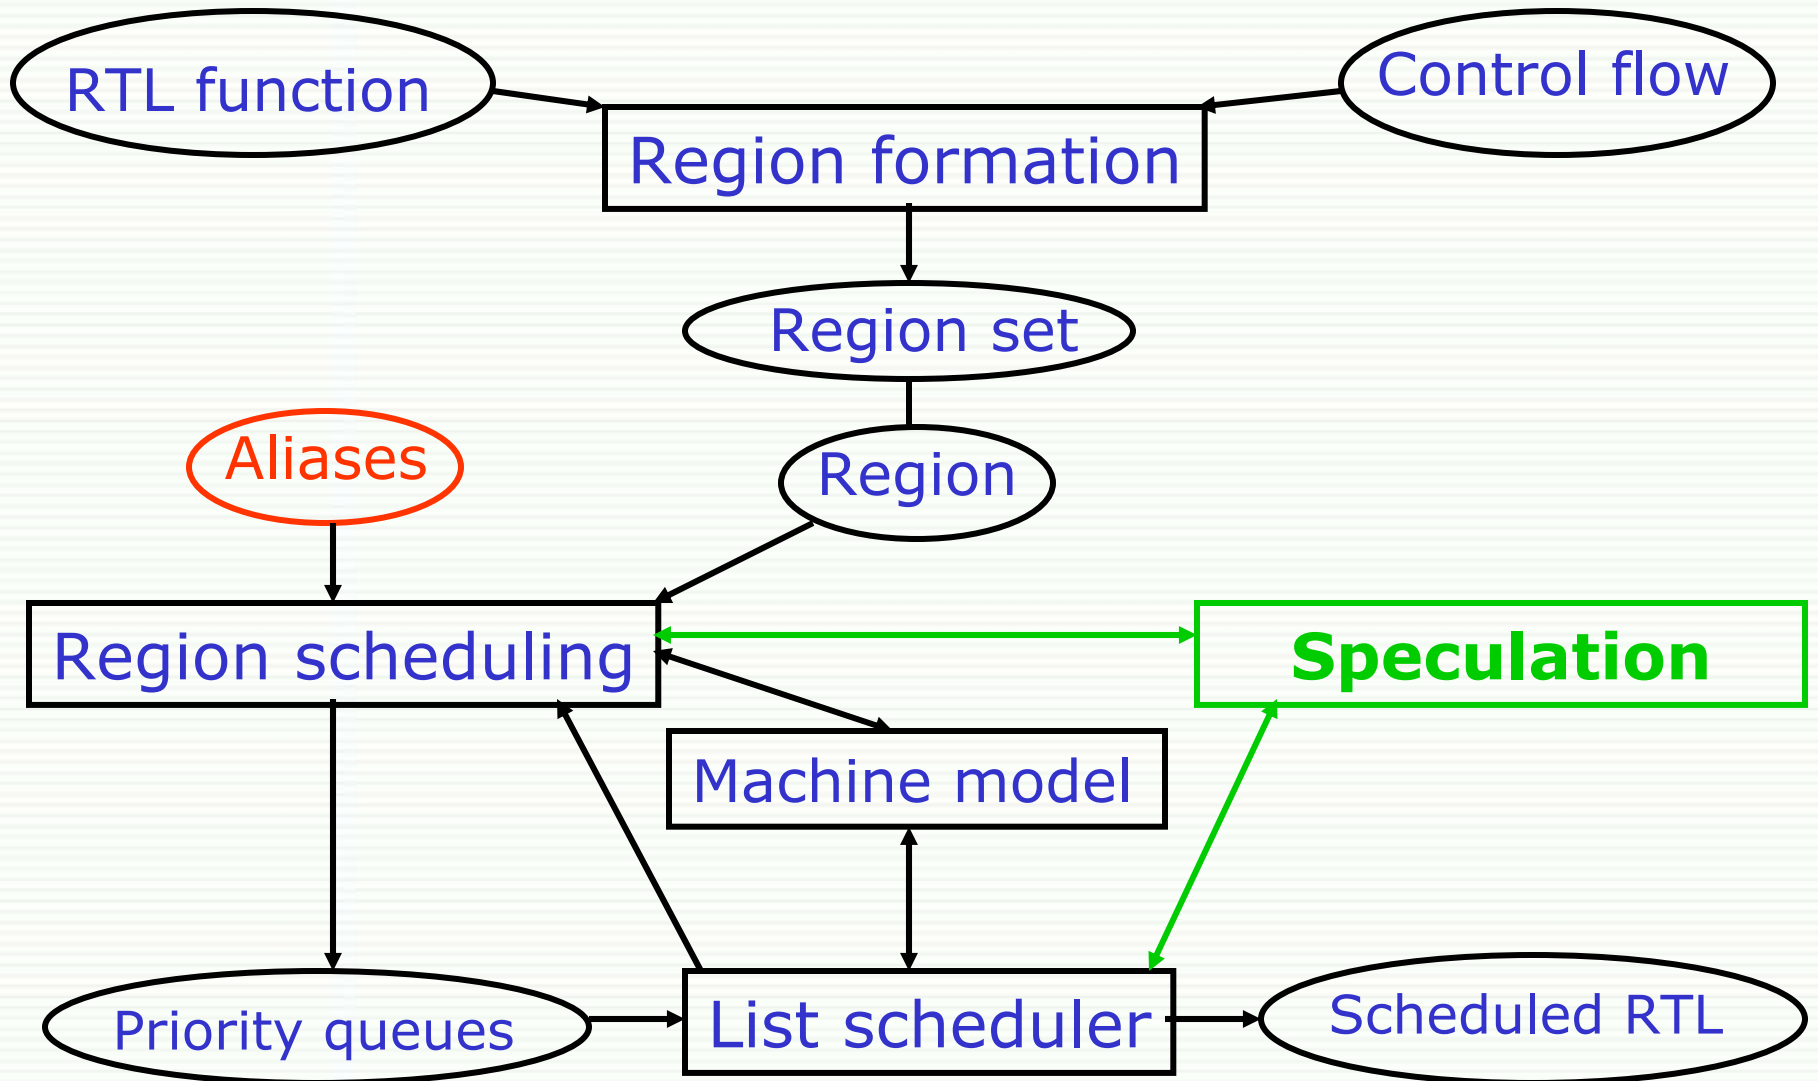 RTL function
Control flow
Region formation
Region set
Aliases
Region
Region scheduling
Speculation
Machine model
Priority queues
List scheduler
Scheduled RTL